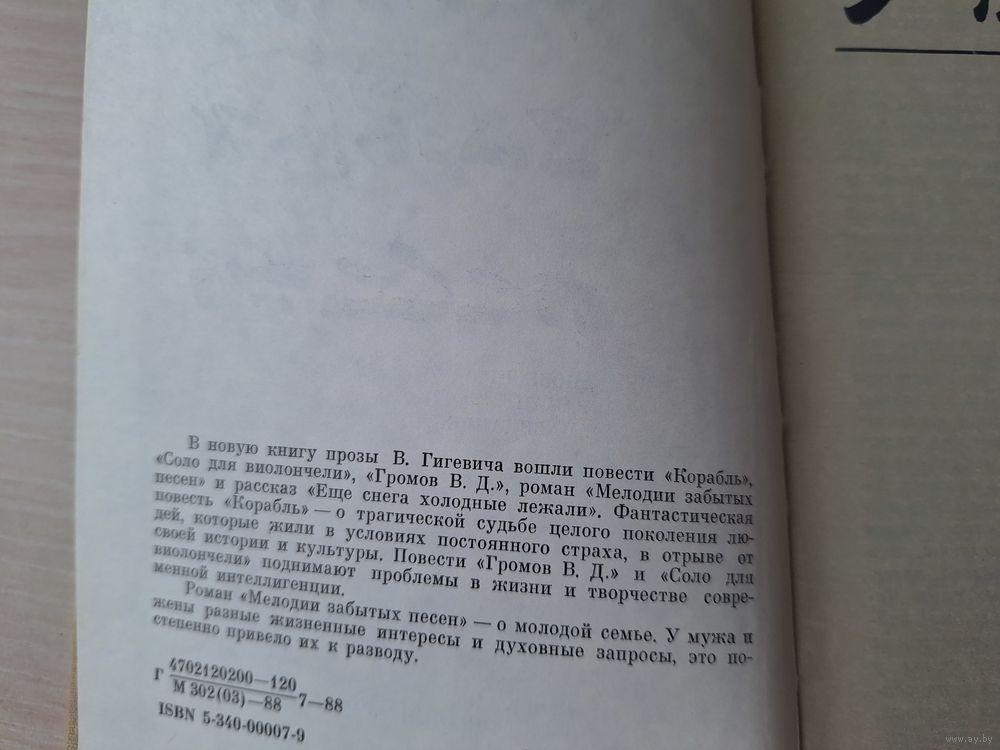 В новую книгу прозы В. Гигевича вошли повести «Корабль»,
«Соло для виолончели», «Громов В. Д.», роман «Мелодии забытых
песен» и рассказ «Еще снега холодные лежали». Фантастическая
повесть «Корабль» — о трагической судьбе целого поколения лю-
дей, которые жили в условиях постоянного страха, в отрыве от
своей истории и культуры. Повести «Громов В. Д.» и «Соло для
виолончели» поднимают проблемы в жизни и творчестве совре-
менной интеллигенции.
Роман «Мелодии забытых песен» — о молодой семье. У мужа и
жены разные жизненные интересы и духовные запросы, это по-
степенно привело их к разводу.
Г 4702120200—120
М 302(03)—88 7—88
ISBN 5-340-00007-9
www.ay.by